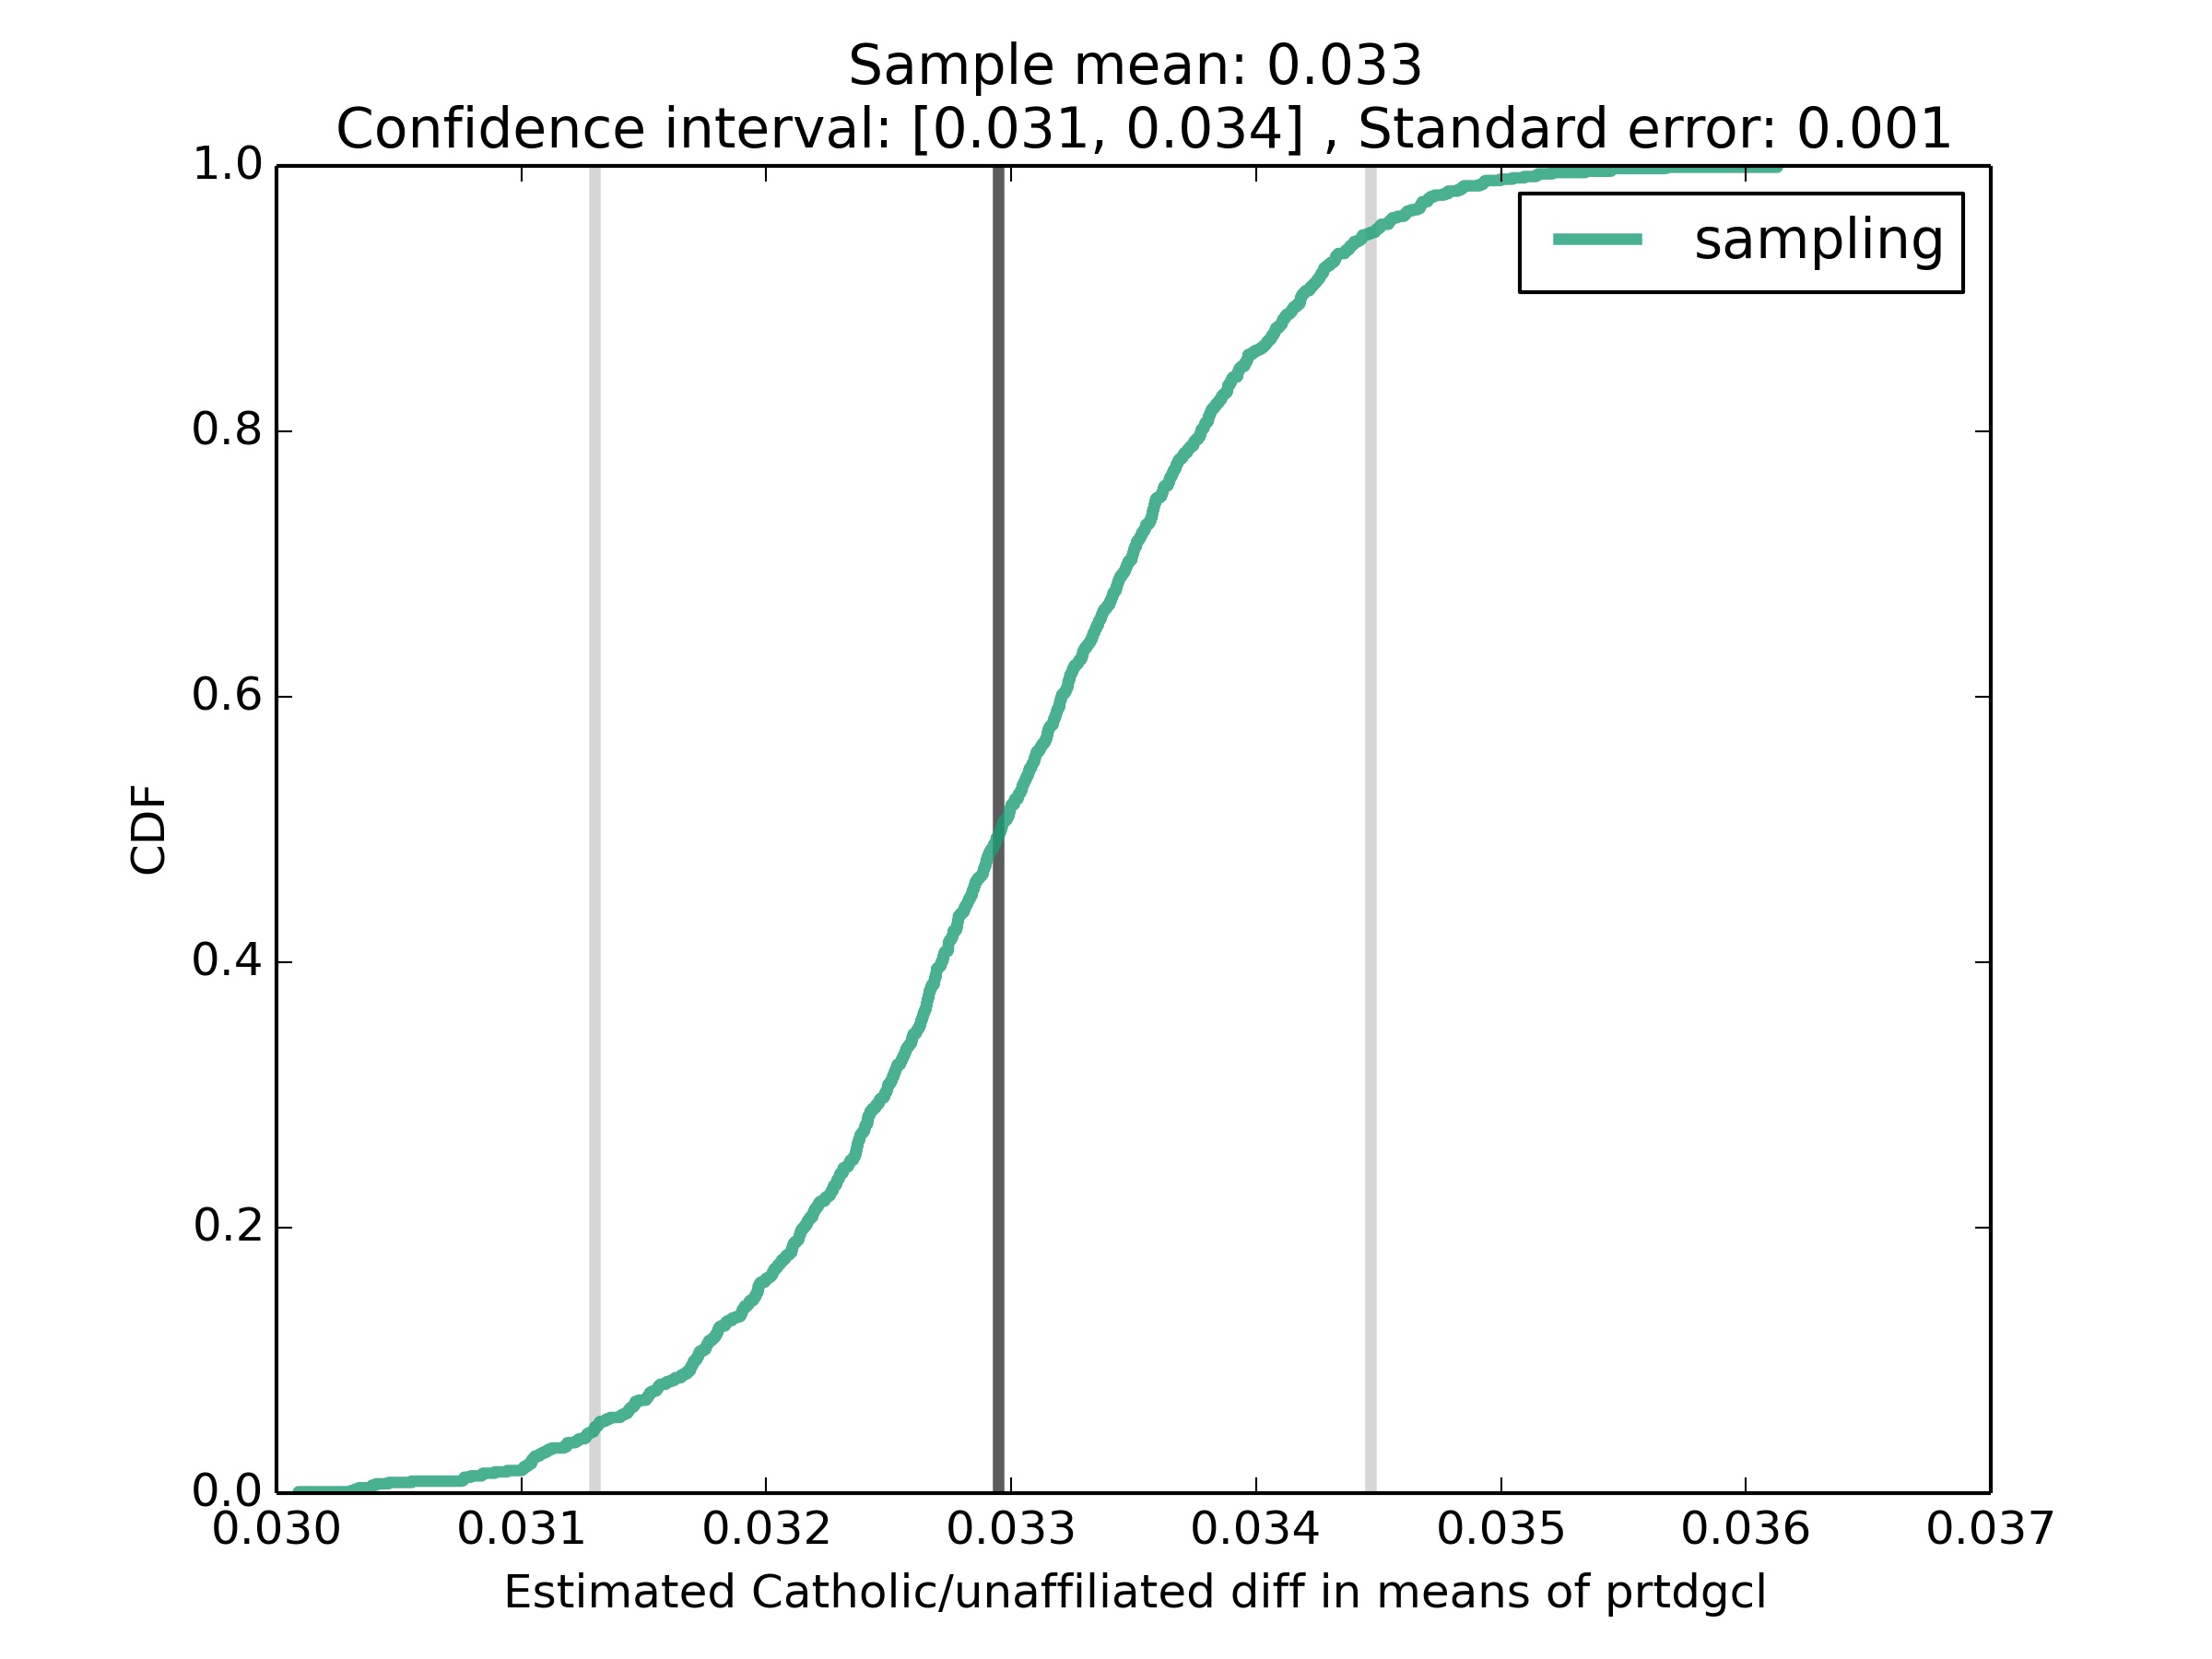 Sample mean: 0.033
Confidence interval: [0.031, 0.034] , Standard error: 0.001
1.0
sampling
0.8
0.6
CDF
0.4
0.2
0.0
0.030 0.031 0.032 0.033 0.034 0.035 0.036 0.037
Estimated Catholic/unaffiliated diff in means of prtdgcl